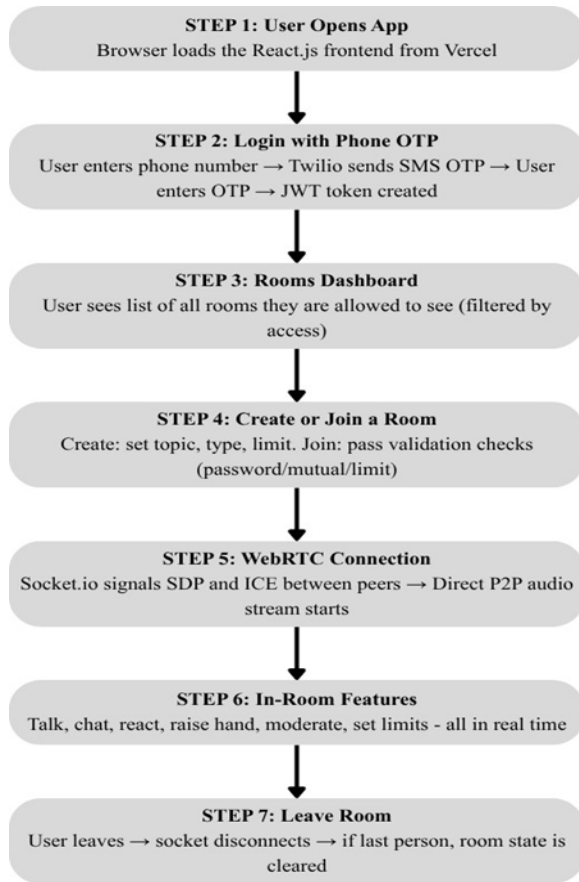 STEP 1: User Opens App
Browser loads the React.js frontend from Vercel
STEP 2: Login with Phone OTP
User enters phone number → Twilio sends SMS OTP → User
enters OTP → JWT token created
STEP 3: Rooms Dashboard
User sees list of all rooms they are allowed to see (filtered by
access)
STEP 4: Create or Join a Room
Create: set topic, type, limit. Join: pass validation checks
(password/mutual/limit)
STEP 5: WebRTC Connection
Socket.io signals SDP and ICE between peers → Direct P2P audio
stream starts
STEP 6: In-Room Features
Talk, chat, react, raise hand, moderate, set limits - all in real time
STEP 7: Leave Room
User leaves → socket disconnects → if last person, room state is
cleared